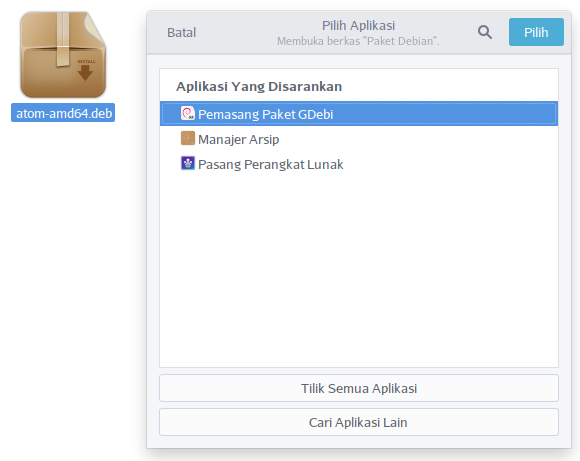 INSTALL
atom-amd64.deb
Batal
Pilih Aplikasi
Membuka berkas "Paket Debian".
Pilih
Aplikasi Yang Disarankan
Pemasang Paket GDebi
Manajer Arsip
Pasang Perangkat Lunak
Tilik Semua Aplikasi
Cari Aplikasi Lain